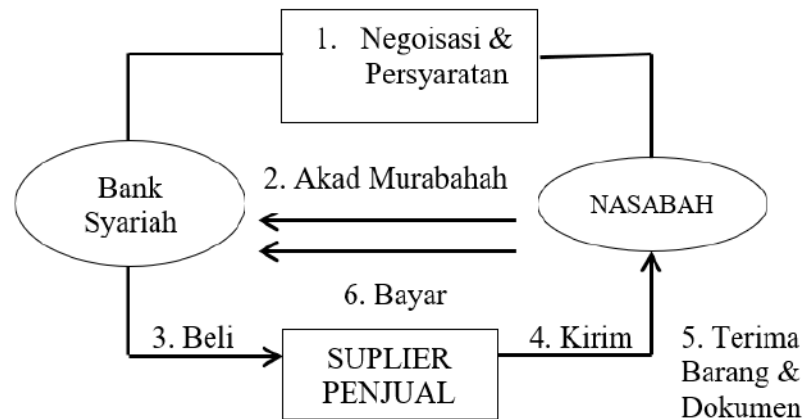 1. Negoisasi &
Persyaratan
Bank
Syariah
2. Akad Murabahah
NASABAH
6. Bayar
3. Beli
SUPLIER
PENJUAL
4. Kirim
5. Terima
Barang &
Dokumen